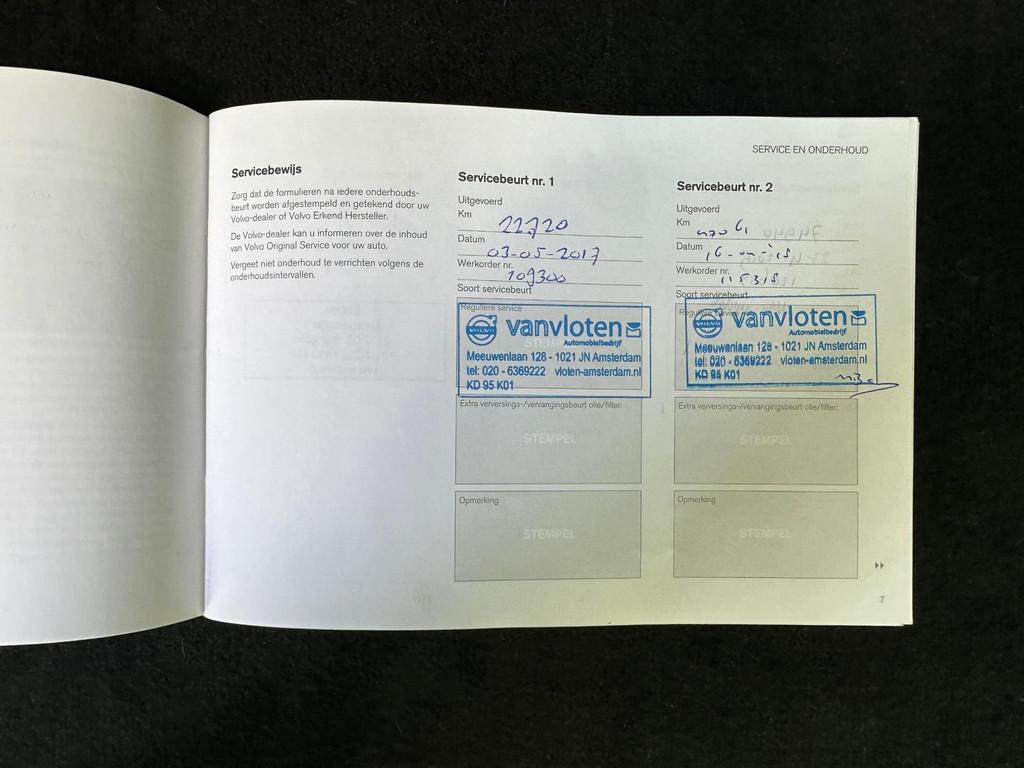 SERVICE EN ONDERHOUD
Servicebewijs
Zorg dat de formulieren na iedere onderhouds-
beurt worden afgestempeld en getekend door uw
Volvo-dealer of Volvo Erkend Hersteller.
De Volvo-dealer kan u informeren over de inhoud
van Volvo Original Service voor uw auto.
Vergeet niet onderhoud te verrichten volgens de
onderhoudsintervallen.
Servicebeurt nr. 1
Uitgevoerd
Km 22720
Datum 03-05-2017
Werkorder nr. 109300
Soort servicebeurt
Reguliere service
VOLVO vanvloten
Automobielbedrijf
Meeuwenlaan 128 - 1021 JN Amsterdam
tel: 020 - 6369222 vloten-amsterdam.nl
KD 95 K01
Extra verversings-/vervangingsbeurt olie/filter:
STEMPEL
Opmerking
STEMPEL
Servicebeurt nr. 2
Uitgevoerd
Km
Datum
Werkorder nr. 115315
Soort servicebeurt
Reguliere service
VOLVO vanvloten
Automobielbedrijf
Meeuwenlaan 128 - 1021 JN Amsterdam
tel: 020 - 6369222 vloten-amsterdam.nl
KD 95 K01
Extra verversings-/vervangingsbeurt olie/filter:
STEMPEL
Opmerking
STEMPEL
7